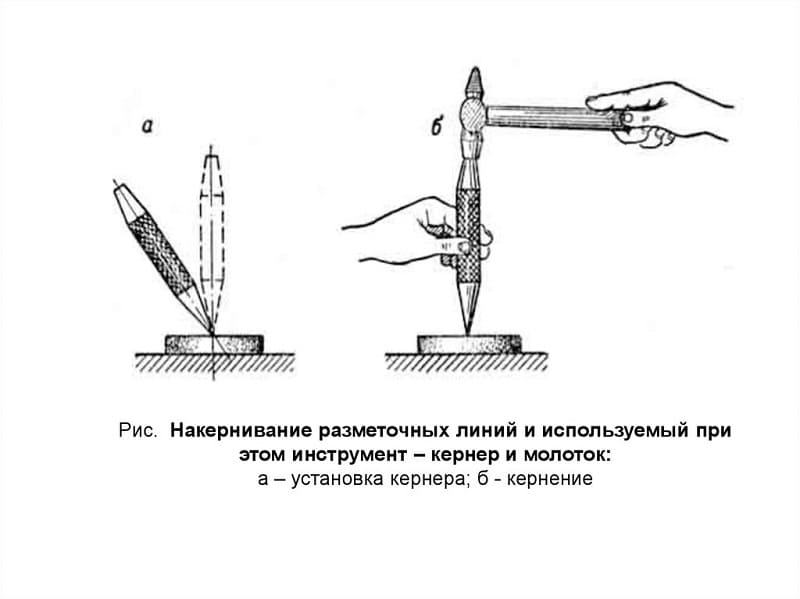 а
б
Рис. Накернивание разметочных линий и используемый при
этом инструмент – кернер и молоток:
а – установка кернера; б - кернение